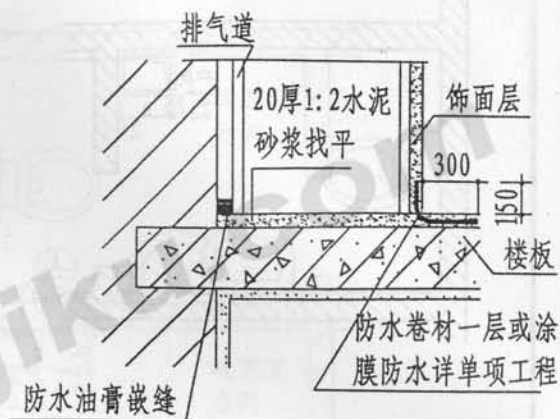 排气道
20厚1:2水泥
砂浆找平
饰面层
300
150
楼板
防水卷材一层或涂
膜防水详单项工程
防水油膏嵌缝
jiku.com